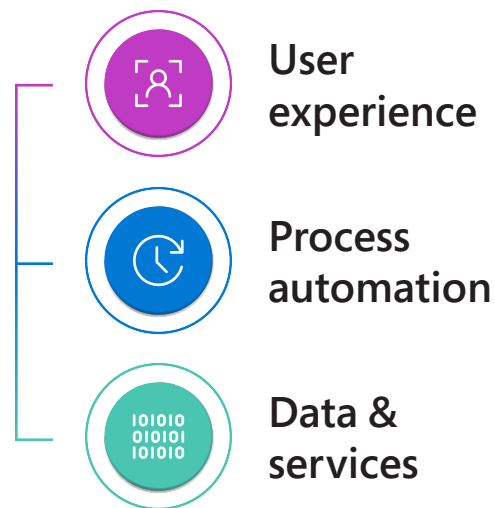 User
experience
Process
automation
101010
010101
101010
Data &
services